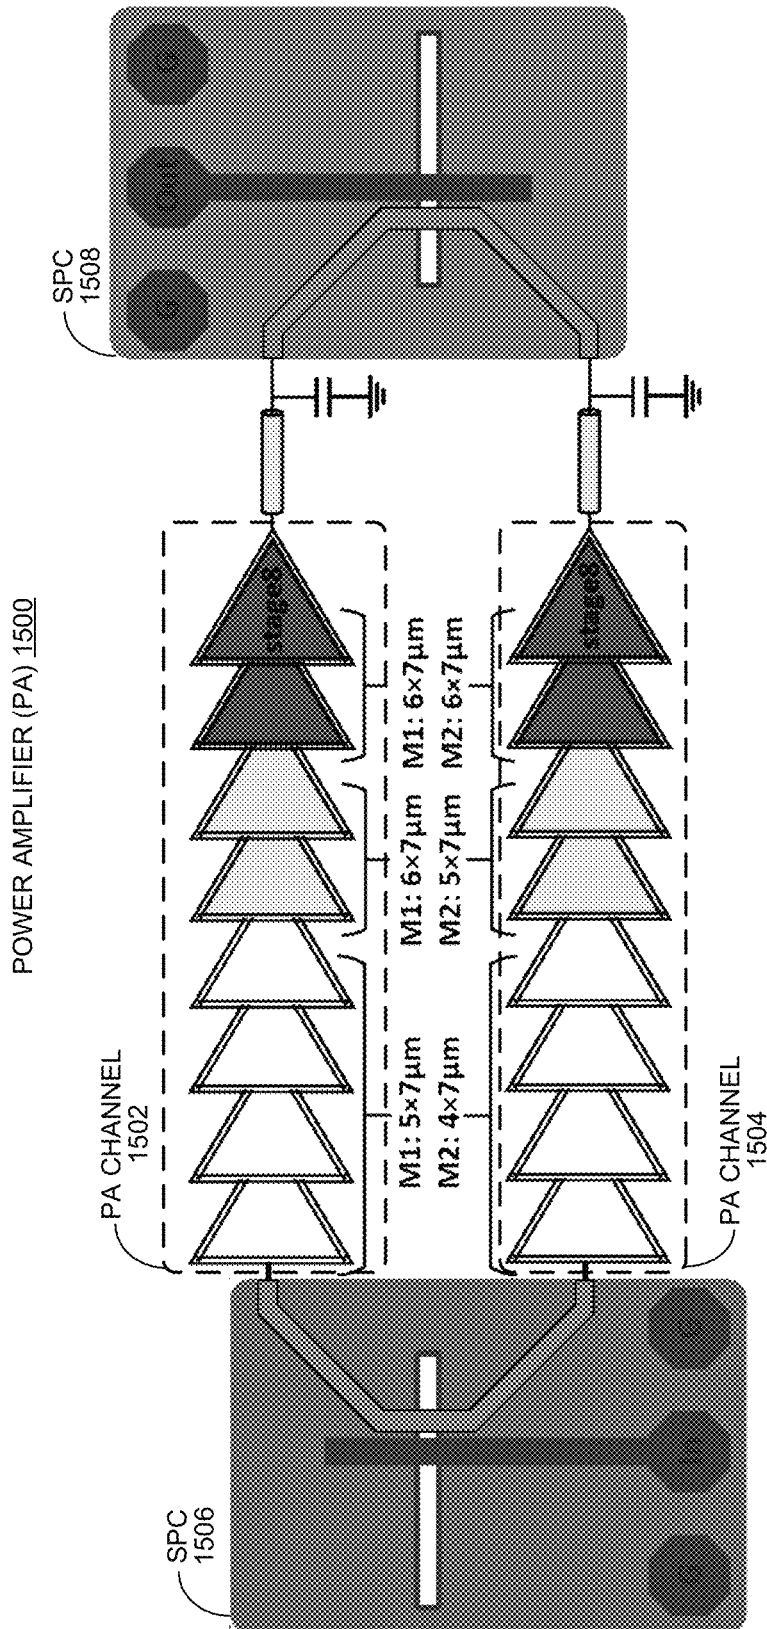 POWER AMPLIFIER (PA) 1500
SPC
1506
PA CHANNEL
1502
SPC
1508
G
Out
G
stage8
M1: 5×7µm
M2: 4×7µm
M1: 6×7µm
M2: 5×7µm
M1: 6×7µm
M2: 6×7µm
stage8
G
In
G
PA CHANNEL
1504